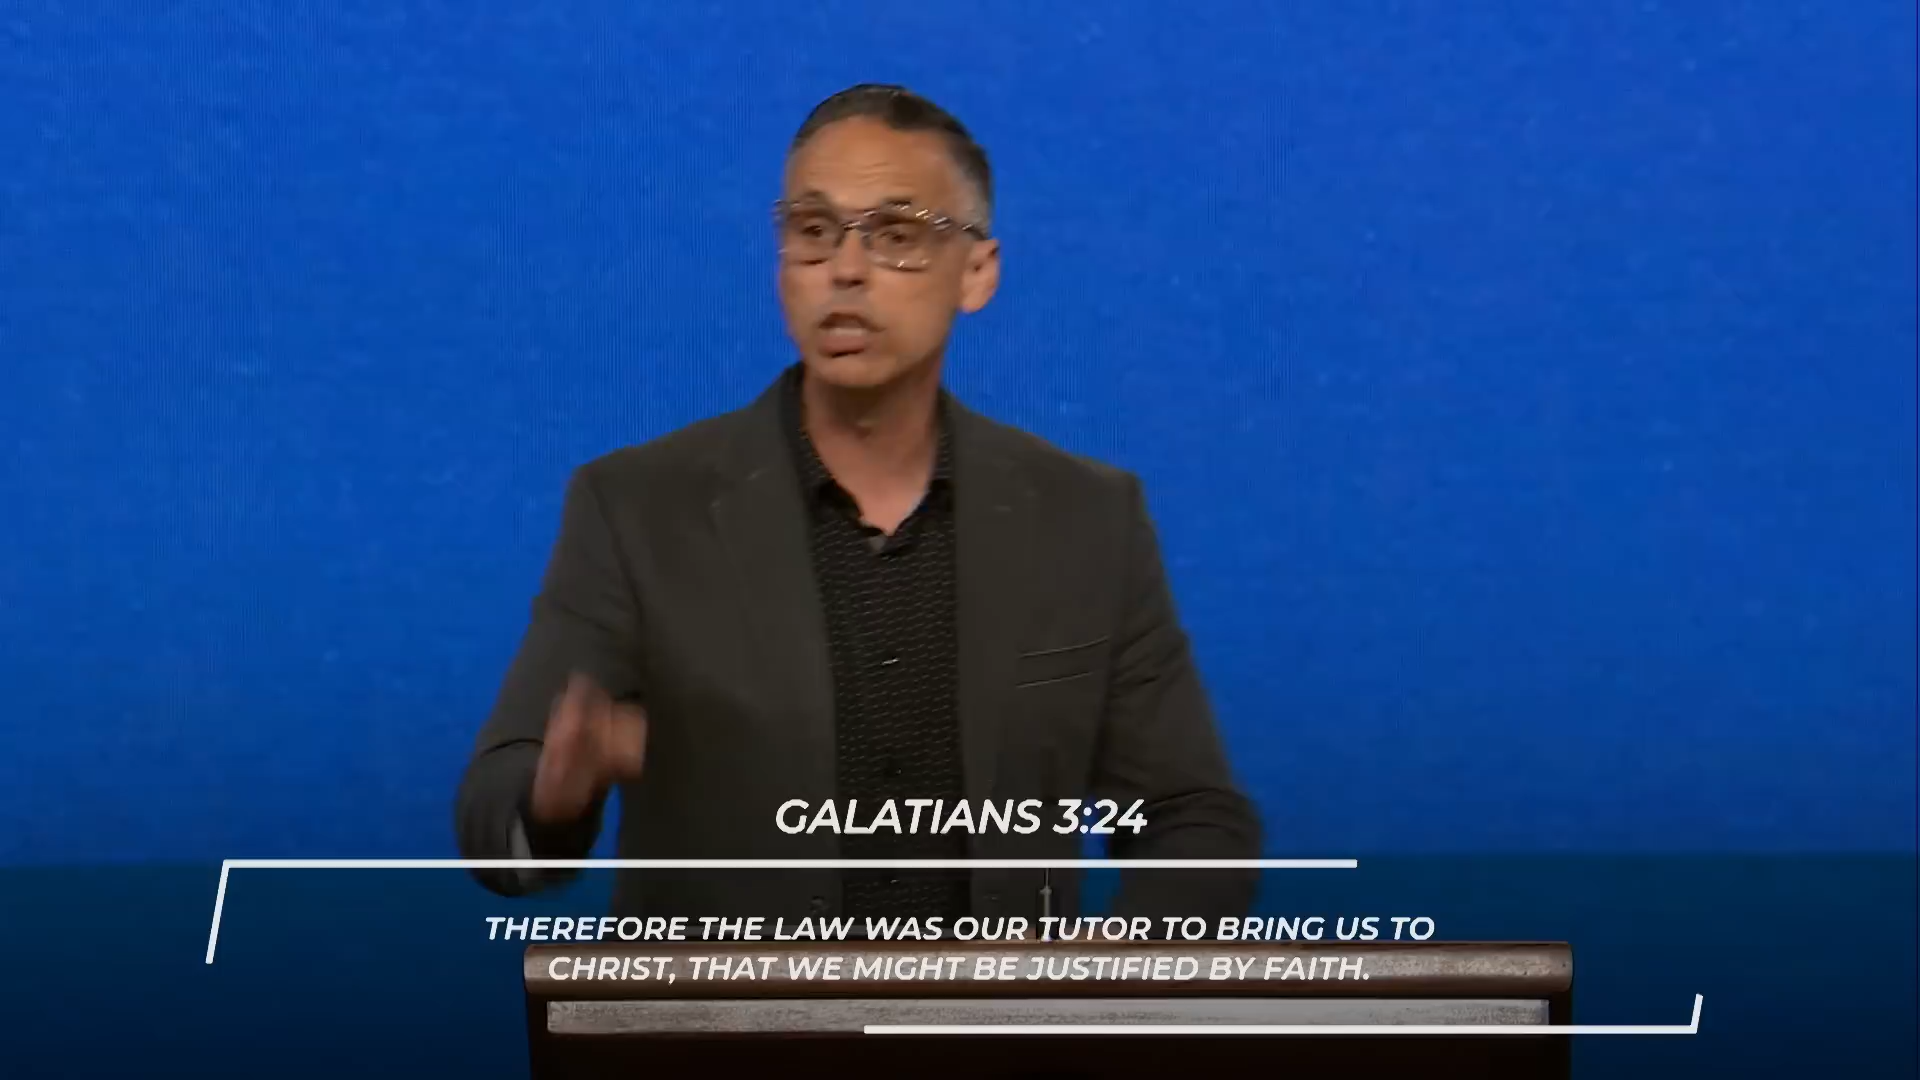 GALATIANS 3:24
THEREFORE THE LAW WAS OUR TUTOR TO BRING US TO
CHRIST, THAT WE MIGHT BE JUSTIFIED BY FAITH.